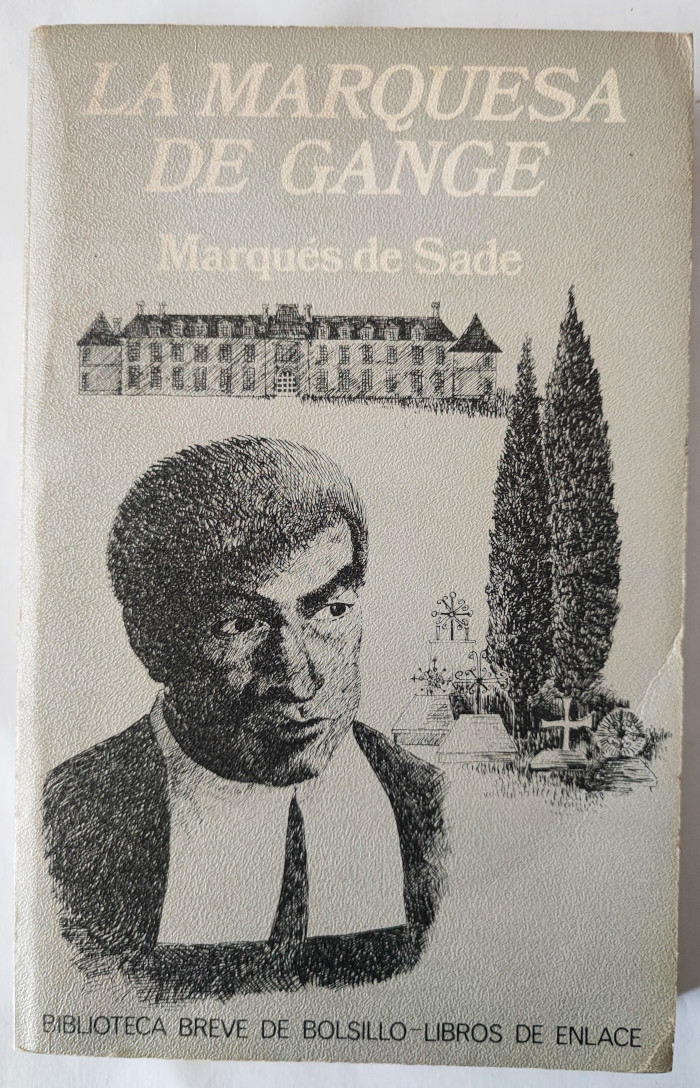 LA MARQUESA
DE GANGE
Marqués de Sade
BIBLIOTECA BREVE DE BOLSILLO-LIBROS DE ENLACE